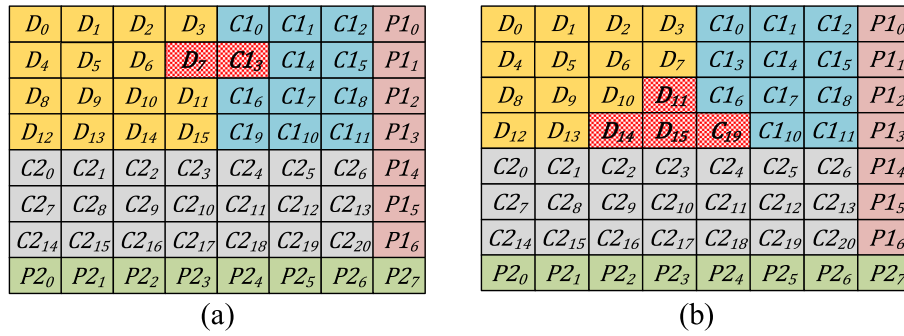 D₀ D₁ D₂ D₃ C1₀ C1₁ C1₂ P1₀
D₄ D₅ D₆ D₇ C1₃ C1₄ C1₅ P1₁
D₈ D₉ D₁₀ D₁₁ C1₆ C1₇ C1₈ P1₂
D₁₂ D₁₃ D₁₄ D₁₅ C1₉ C1₁₀ C1₁₁ P1₃
C2₀ C2₁ C2₂ C2₃ C2₄ C2₅ C2₆ P1₄
C2₇ C2₈ C2₉ C2₁₀ C2₁₁ C2₁₂ C2₁₃ P1₅
C2₁₄ C2₁₅ C2₁₆ C2₁₇ C2₁₈ C2₁₉ C2₂₀ P1₆
P2₀ P2₁ P2₂ P2₃ P2₄ P2₅ P2₆ P2₇
(a)
D₀ D₁ D₂ D₃ C1₀ C1₁ C1₂ P1₀
D₄ D₅ D₆ D₇ C1₃ C1₄ C1₅ P1₁
D₈ D₉ D₁₀ D₁₁ C1₆ C1₇ C1₈ P1₂
D₁₂ D₁₃ D₁₄ D₁₅ C₁₉ C1₁₀ C1₁₁ P1₃
C2₀ C2₁ C2₂ C2₃ C2₄ C2₅ C2₆ P1₄
C2₇ C2₈ C2₉ C2₁₀ C2₁₁ C2₁₂ C2₁₃ P1₅
C2₁₄ C2₁₅ C2₁₆ C2₁₇ C2₁₈ C2₁₉ C2₂₀ P1₆
P2₀ P2₁ P2₂ P2₃ P2₄ P2₅ P2₆ P2₇
(b)